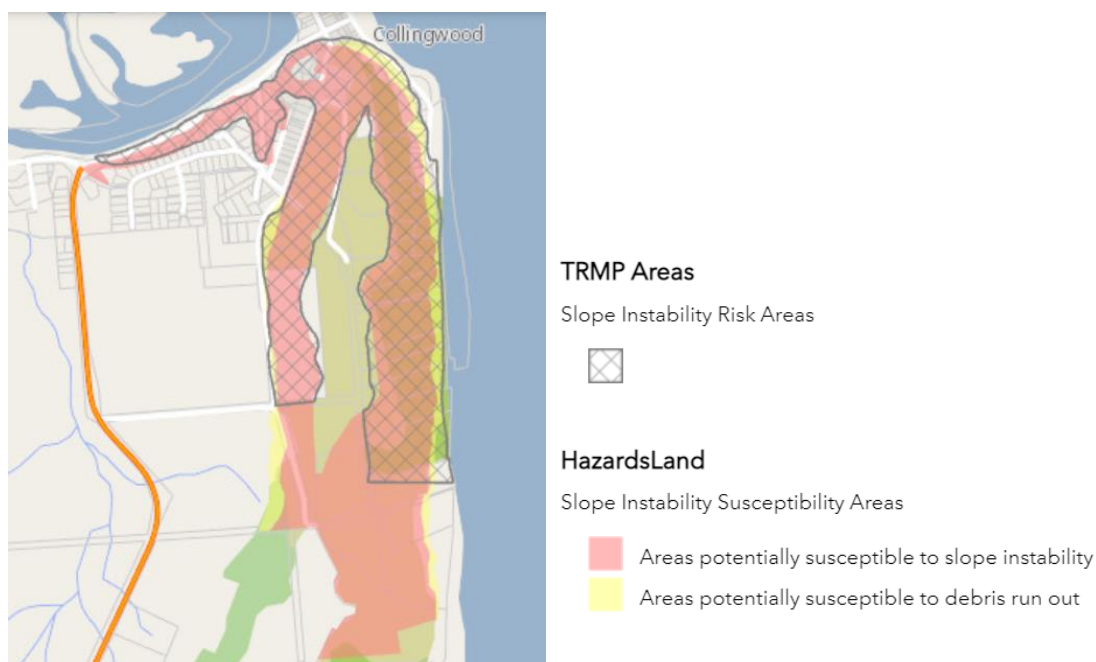 Collingwood
TRMP Areas
Slope Instability Risk Areas
HazardsLand
Slope Instability Susceptibility Areas
Areas potentially susceptible to slope instability
Areas potentially susceptible to debris run out